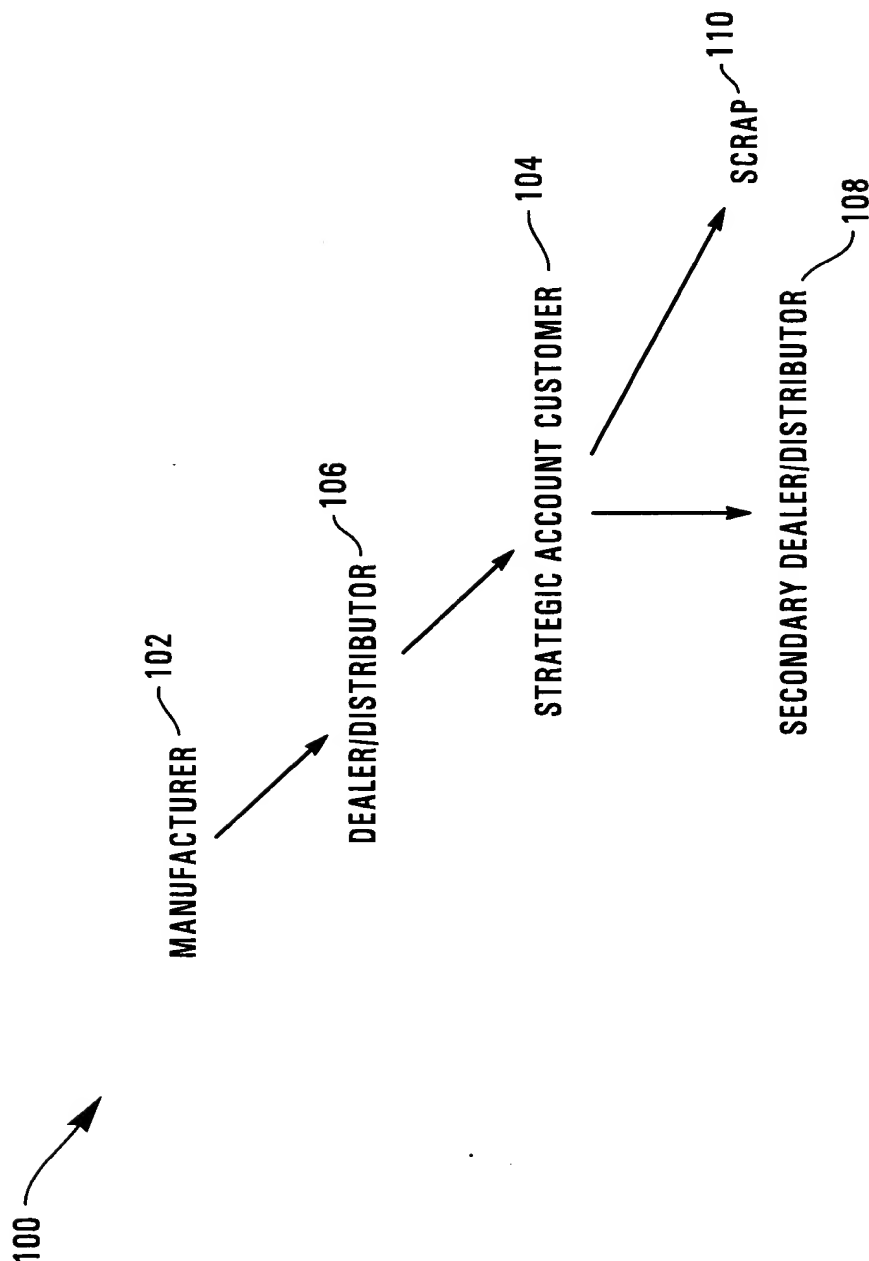 100
MANUFACTURER 102
DEALER/DISTRIBUTOR 106
STRATEGIC ACCOUNT CUSTOMER 104
SCRAP 110
SECONDARY DEALER/DISTRIBUTOR 108